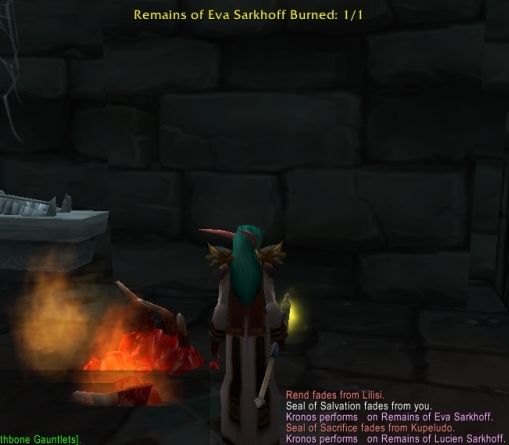 Remains of Eva Sarkhoff Burned: 1/1
Rend fades from Lilisi.
Seal of Salvation fades from you.
Kronos performs on Remains of Eva Sarkhoff.
Seal of Sacrifice fades from Kupeludo.
thbone Gauntlets].
Kronos performs on Remains of Lucien Sarkhoff.